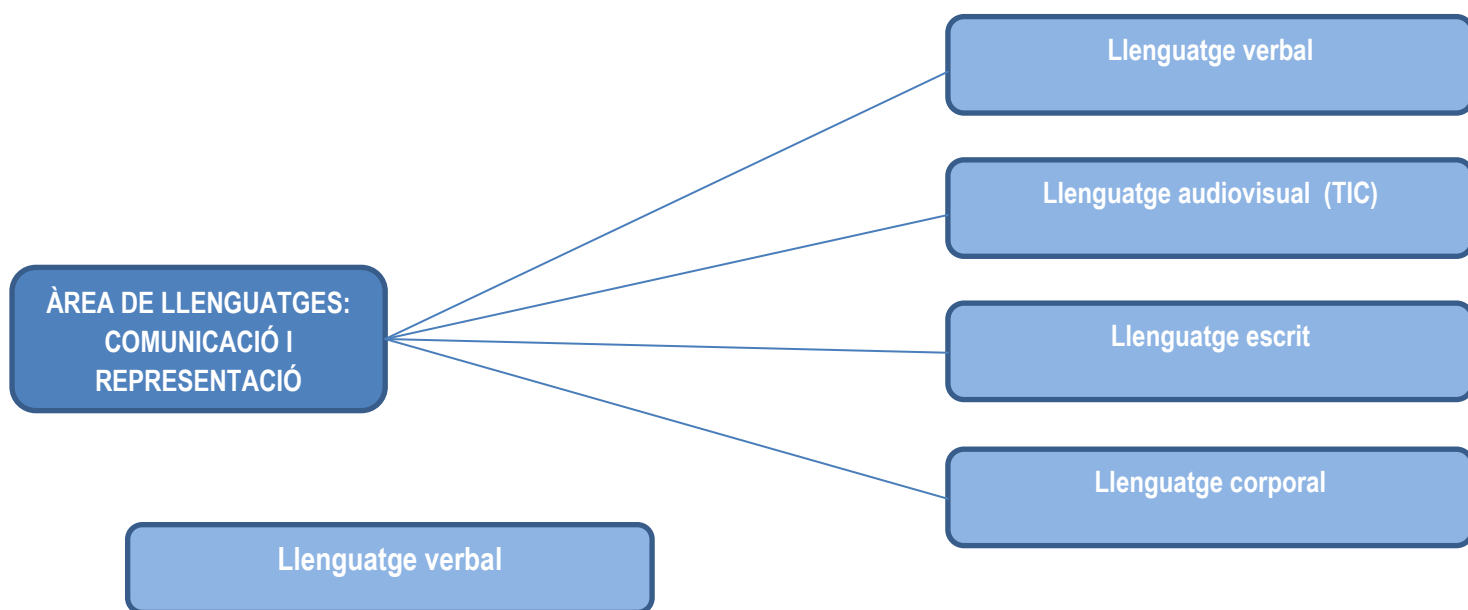 Llenguatge verbal
Llenguatge audiovisual (TIC)
ÀREA DE LLENGUATGES:
COMUNICACIÓ I
REPRESENTACIÓ
Llenguatge escrit
Llenguatge corporal
Llenguatge verbal